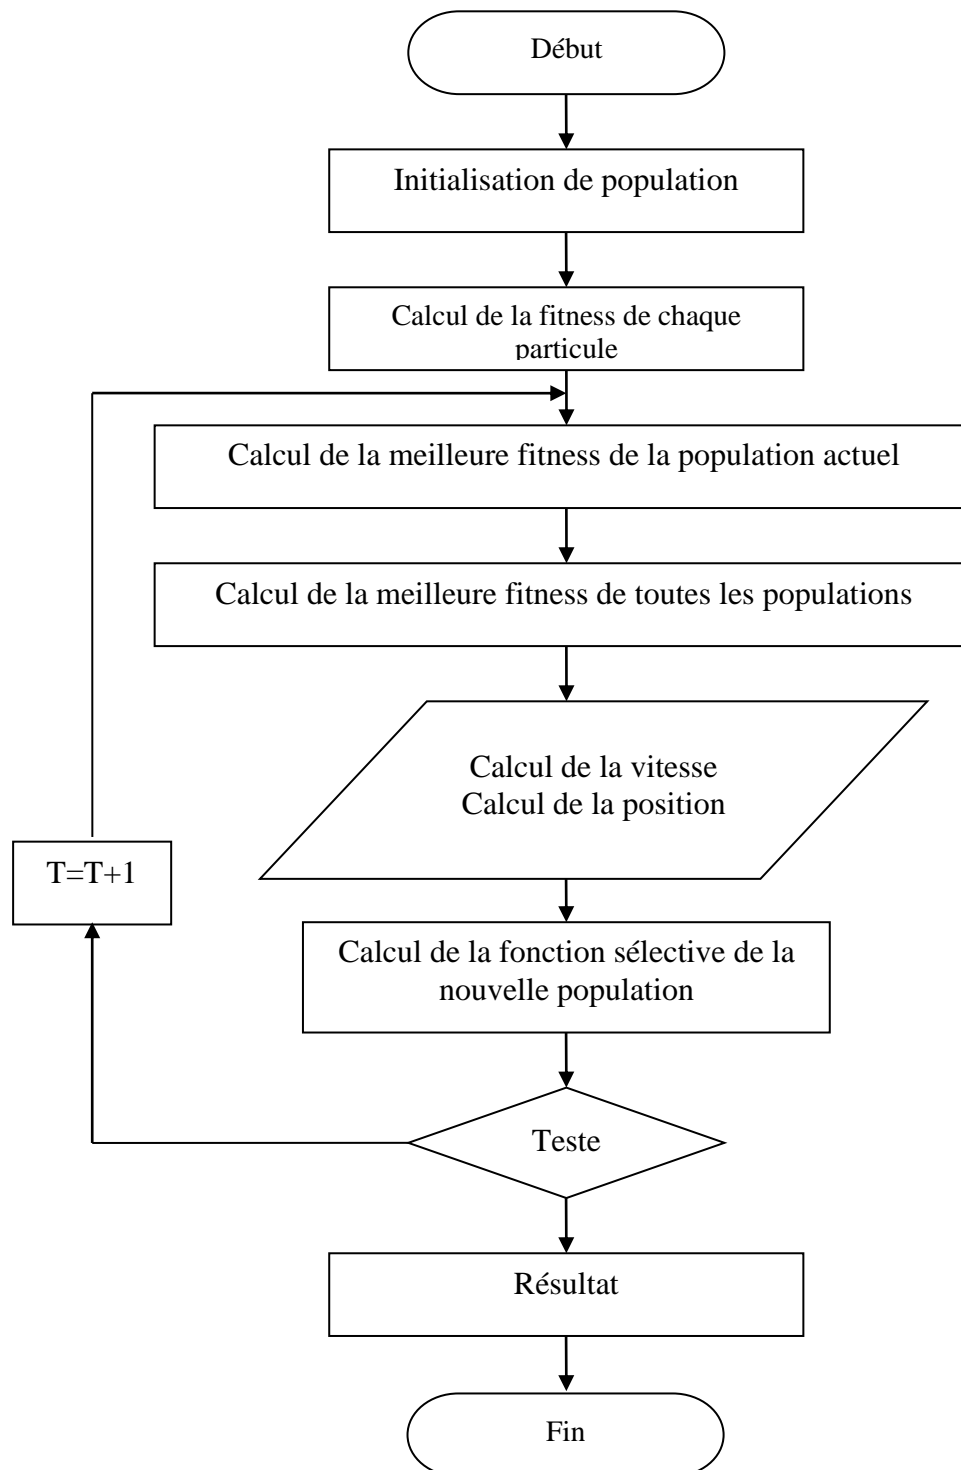 Début
Initialisation de population
Calcul de la fitness de chaque
particule
Calcul de la meilleure fitness de la population actuel
Calcul de la meilleure fitness de toutes les populations
Calcul de la vitesse
Calcul de la position
T=T+1
Calcul de la fonction sélective de la
nouvelle population
Teste
Résultat
Fin